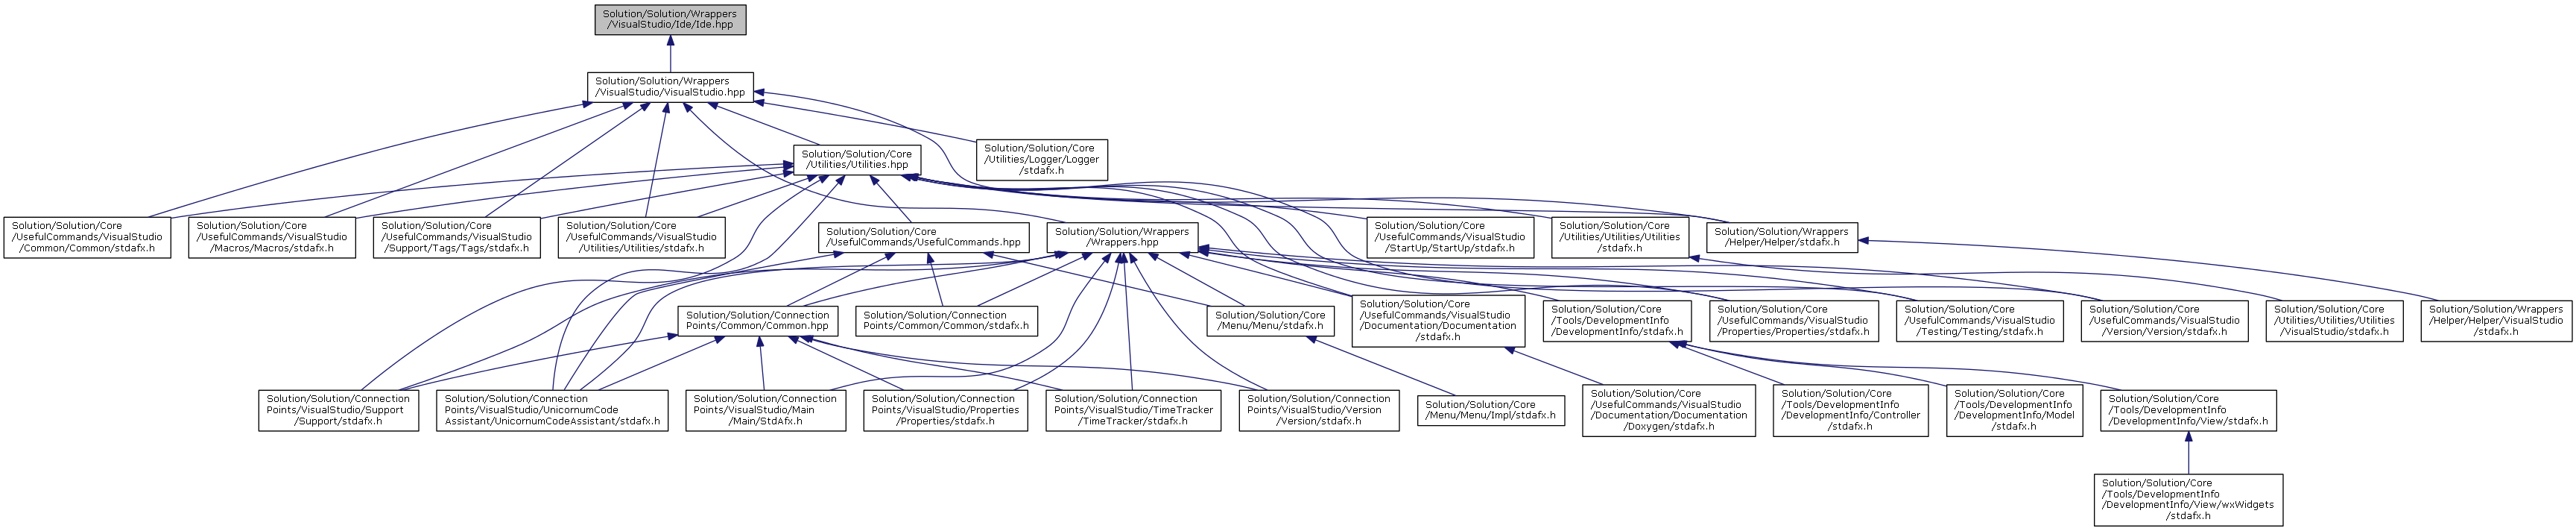 Solution/Solution/Wrappers
/VisualStudio/Ide/Ide.hpp
Solution/Solution/Wrappers
/VisualStudio/VisualStudio.hpp
Solution/Solution/Core
/Utilities/Utilities.hpp
Solution/Solution/Core
/Utilities/Logger/Logger
/stdafx.h
Solution/Solution/Core
/UsefulCommands/VisualStudio
/Common/Common/stdafx.h
Solution/Solution/Core
/UsefulCommands/VisualStudio
/Macros/Macros/stdafx.h
Solution/Solution/Core
/UsefulCommands/VisualStudio
/Support/Tags/Tags/stdafx.h
Solution/Solution/Core
/UsefulCommands/VisualStudio
/Utilities/Utilities/stdafx.h
Solution/Solution/Core
/UsefulCommands/UsefulCommands.hpp
Solution/Solution/Wrappers
/Wrappers.hpp
Solution/Solution/Core
/UsefulCommands/VisualStudio
/StartUp/StartUp/stdafx.h
Solution/Solution/Core
/Utilities/Utilities/Utilities
/stdafx.h
Solution/Solution/Wrappers
/Helper/Helper/stdafx.h
Solution/Solution/Connection
Points/Common/Common.hpp
Solution/Solution/Connection
Points/Common/Common/stdafx.h
Solution/Solution/Core
/Menu/Menu/stdafx.h
Solution/Solution/Core
/UsefulCommands/VisualStudio
/Documentation/Documentation
/stdafx.h
Solution/Solution/Core
/Tools/DevelopmentInfo
/DevelopmentInfo/stdafx.h
Solution/Solution/Core
/UsefulCommands/VisualStudio
/Properties/Properties/stdafx.h
Solution/Solution/Core
/UsefulCommands/VisualStudio
/Testing/Testing/stdafx.h
Solution/Solution/Core
/UsefulCommands/VisualStudio
/Version/Version/stdafx.h
Solution/Solution/Core
/Utilities/Utilities/Utilities
/VisualStudio/stdafx.h
Solution/Solution/Wrappers
/Helper/Helper/VisualStudio
/stdafx.h
Solution/Solution/Connection
Points/VisualStudio/Support
/Support/stdafx.h
Solution/Solution/Connection
Points/VisualStudio/UnicornumCode
Assistant/UnicornumCodeAssistant/stdafx.h
Solution/Solution/Connection
Points/VisualStudio/Main
/Main/StdAfx.h
Solution/Solution/Connection
Points/VisualStudio/Properties
/Properties/stdafx.h
Solution/Solution/Connection
Points/VisualStudio/TimeTracker
/TimeTracker/stdafx.h
Solution/Solution/Connection
Points/VisualStudio/Version
/Version/stdafx.h
Solution/Solution/Core
/Menu/Menu/Impl/stdafx.h
Solution/Solution/Core
/UsefulCommands/VisualStudio
/Documentation/Documentation
/Doxygen/stdafx.h
Solution/Solution/Core
/Tools/DevelopmentInfo
/DevelopmentInfo/Controller
/stdafx.h
Solution/Solution/Core
/Tools/DevelopmentInfo
/DevelopmentInfo/Model
/stdafx.h
Solution/Solution/Core
/Tools/DevelopmentInfo
/DevelopmentInfo/View/stdafx.h
Solution/Solution/Core
/Tools/DevelopmentInfo
/DevelopmentInfo/View/wxWidgets
/stdafx.h